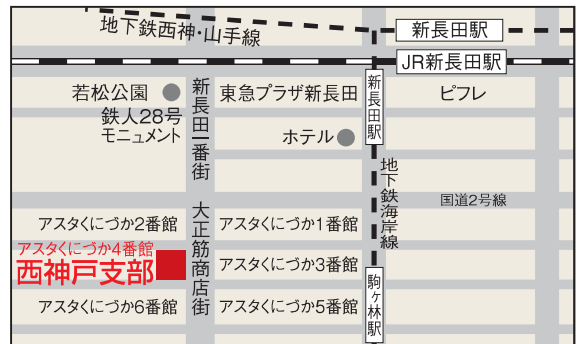 地下鉄西神・山手線
新長田駅
JR新長田駅
若松公園
鉄人28号
モニュメント
新長田一番街
東急プラザ新長田
新長田駅
ピフレ
ホテル
地下鉄海岸線
国道2号線
大正筋商店街
アスタくにづか2番館
アスタくにづか1番館
アスタくにづか4番館
西神戸支部
アスタくにづか3番館
駒ヶ林駅
アスタくにづか6番館
アスタくにづか5番館